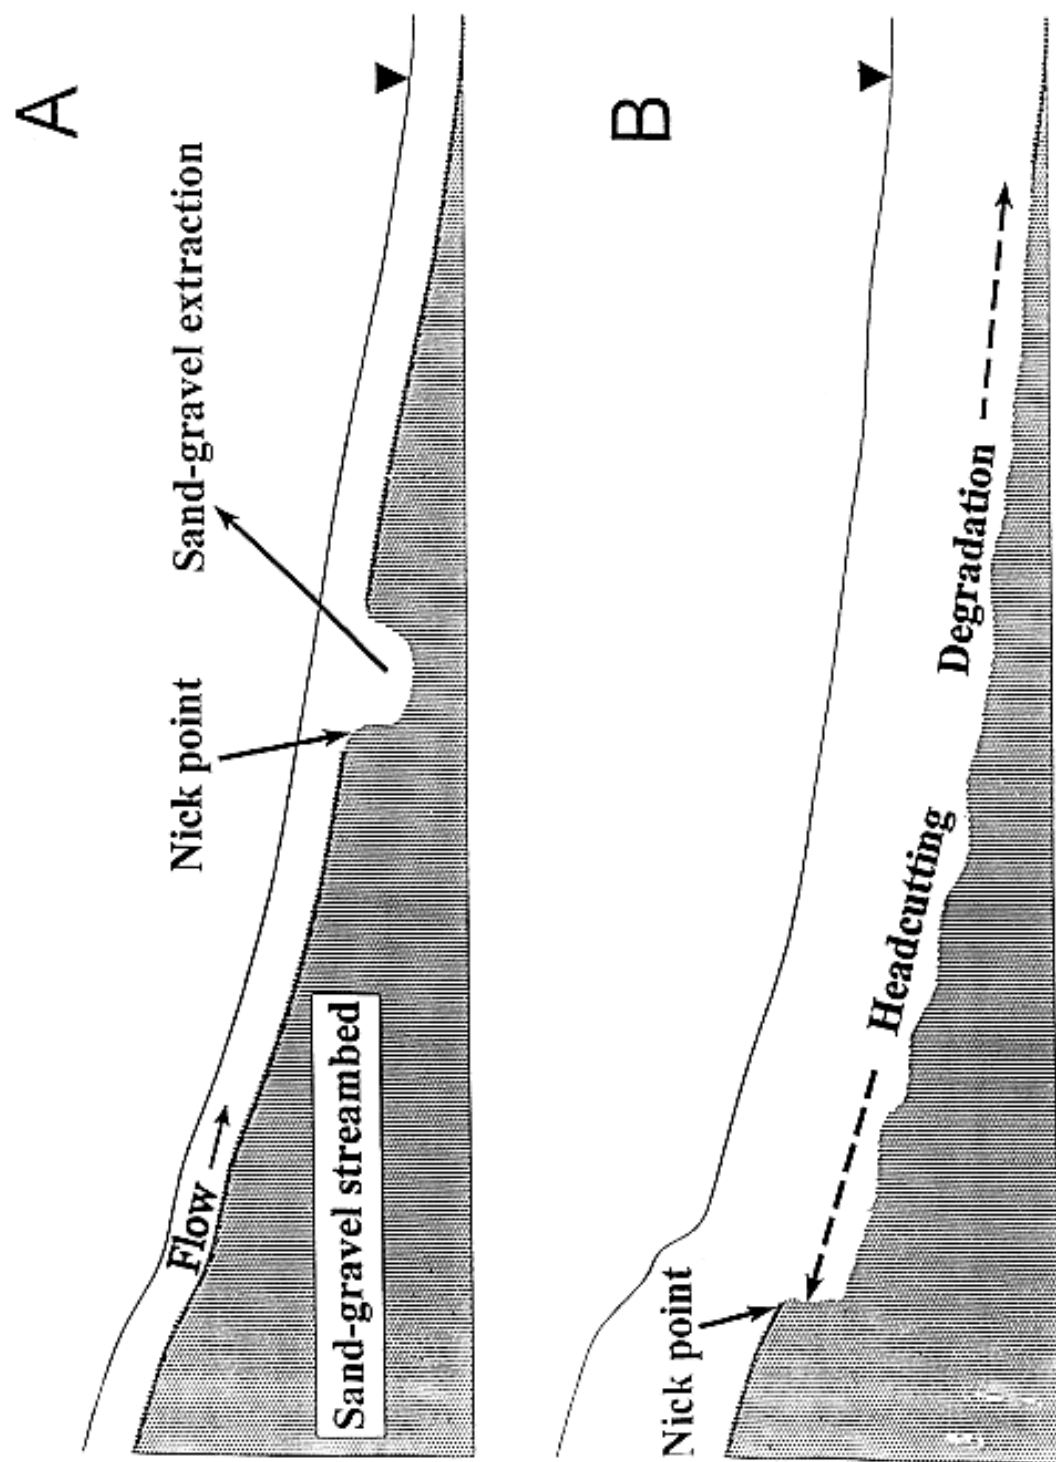 A
Sand-gravel extraction
Nick point
Flow
Sand-gravel streambed
B
Degradation
Headcutting
Nick point